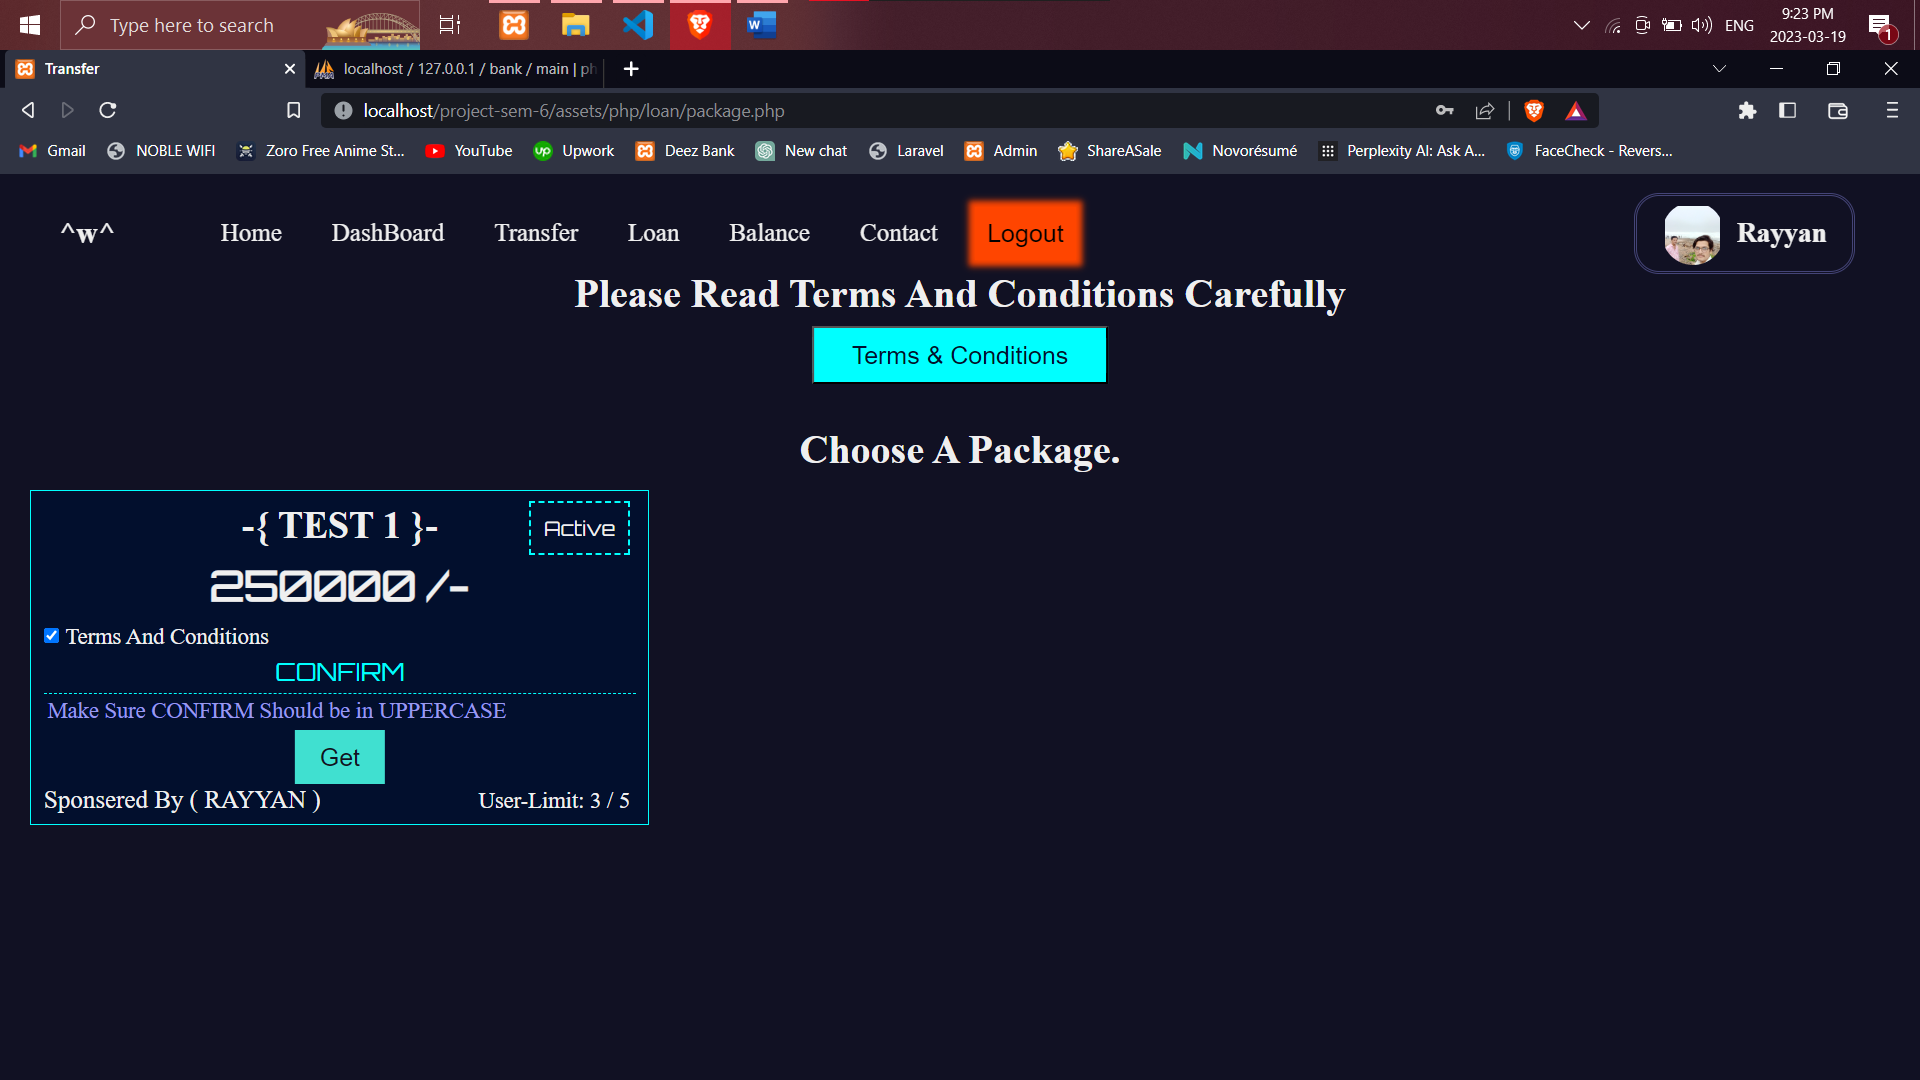 Type here to search
ENG
9:23 PM
2023-03-19
1
Transfer
localhost / 127.0.0.1 / bank / main | ph
localhost/project-sem-6/assets/php/loan/package.php
Gmail NOBLE WIFI Zoro Free Anime St... YouTube Upwork Deez Bank New chat Laravel Admin ShareASale Novorésumé Perplexity AI: Ask A... FaceCheck - Revers...
^w^ Home DashBoard Transfer Loan Balance Contact Logout Rayyan
Please Read Terms And Conditions Carefully
Terms & Conditions
Choose A Package.
-{ TEST 1 }- Active
250000 /-
Terms And Conditions
CONFIRM
Make Sure CONFIRM Should be in UPPERCASE
Get
Sponsered By ( RAYYAN ) User-Limit: 3 / 5